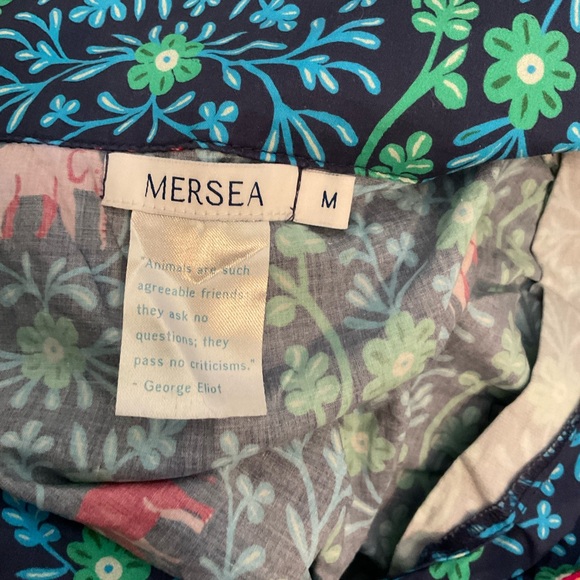 MERSEA
M
"Animals are such
agreeable friends;
they ask no
questions; they
pass no criticisms."
- George Eliot